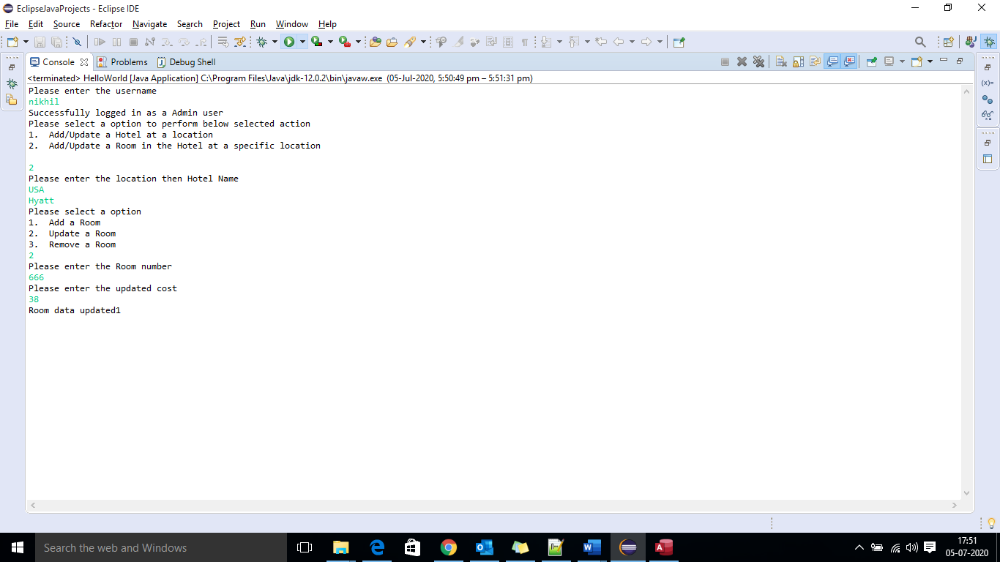 EclipseJavaProjects - Eclipse IDE
File Edit Source Refactor Navigate Search Project Run Window Help
Console Problems Debug Shell
<terminated> HelloWorld [Java Application] C:\Program Files\Java\jdk-12.0.2\bin\javaw.exe (05-Jul-2020, 5:50:49 pm – 5:51:31 pm)
Please enter the username
nikhil
Successfully logged in as a Admin user
Please select a option to perform below selected action
1. Add/Update a Hotel at a location
2. Add/Update a Room in the Hotel at a specific location
2
Please enter the location then Hotel Name
USA
Hyatt
Please select a option
1. Add a Room
2. Update a Room
3. Remove a Room
2
Please enter the Room number
666
Please enter the updated cost
38
Room data updated1
Search the web and Windows
17:51
05-07-2020